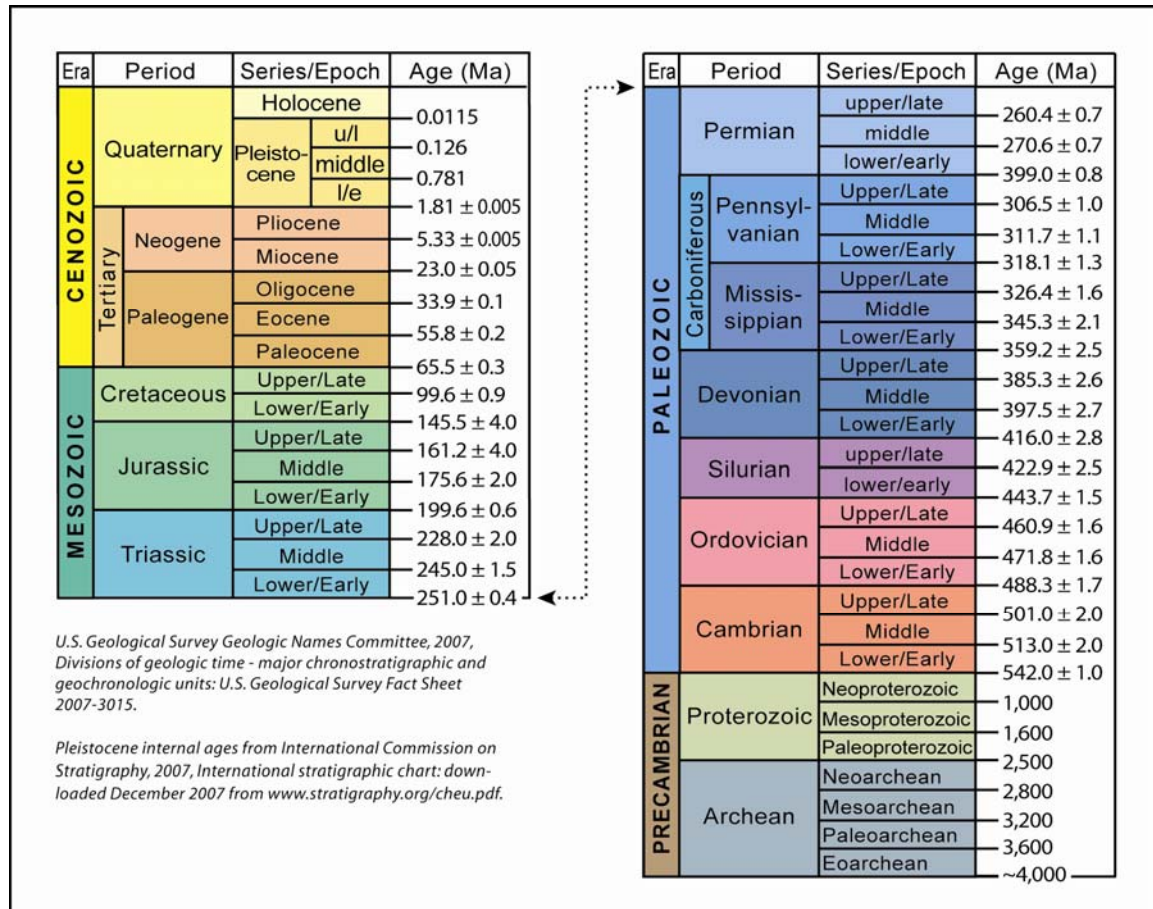 Era Period Series/Epoch Age (Ma)
CENOZOIC
Quaternary
Holocene
0.0115
Pleisto-
cene
u/l
0.126
middle
0.781
l/e
1.81 ± 0.005
Tertiary
Neogene
Pliocene
5.33 ± 0.005
Miocene
23.0 ± 0.05
Paleogene
Oligocene
33.9 ± 0.1
Eocene
55.8 ± 0.2
Paleocene
65.5 ± 0.3
MESOZOIC
Cretaceous
Upper/Late
99.6 ± 0.9
Lower/Early
145.5 ± 4.0
Jurassic
Upper/Late
161.2 ± 4.0
Middle
175.6 ± 2.0
Lower/Early
199.6 ± 0.6
Triassic
Upper/Late
228.0 ± 2.0
Middle
245.0 ± 1.5
Lower/Early
251.0 ± 0.4
U.S. Geological Survey Geologic Names Committee, 2007,
Divisions of geologic time - major chronostratigraphic and
geochronologic units: U.S. Geological Survey Fact Sheet
2007-3015.
Pleistocene internal ages from International Commission on
Stratigraphy, 2007, International stratigraphic chart: down-
loaded December 2007 from www.stratigraphy.org/cheu.pdf.
Era Period Series/Epoch Age (Ma)
PALEOZOIC
Permian
upper/late
260.4 ± 0.7
middle
270.6 ± 0.7
lower/early
399.0 ± 0.8
Carboniferous
Pennsyl-
vanian
Upper/Late
306.5 ± 1.0
Middle
311.7 ± 1.1
Lower/Early
318.1 ± 1.3
Missis-
sippian
Upper/Late
326.4 ± 1.6
Middle
345.3 ± 2.1
Lower/Early
359.2 ± 2.5
Devonian
Upper/Late
385.3 ± 2.6
Middle
397.5 ± 2.7
Lower/Early
416.0 ± 2.8
Silurian
upper/late
422.9 ± 2.5
lower/early
443.7 ± 1.5
Ordovician
Upper/Late
460.9 ± 1.6
Middle
471.8 ± 1.6
Lower/Early
488.3 ± 1.7
Cambrian
Upper/Late
501.0 ± 2.0
Middle
513.0 ± 2.0
Lower/Early
542.0 ± 1.0
PRECAMBRIAN
Proterozoic
Neoproterozoic
1,000
Mesoproterozoic
1,600
Paleoproterozoic
2,500
Archean
Neoarchean
2,800
Mesoarchean
3,200
Paleoarchean
3,600
Eoarchean
~4,000